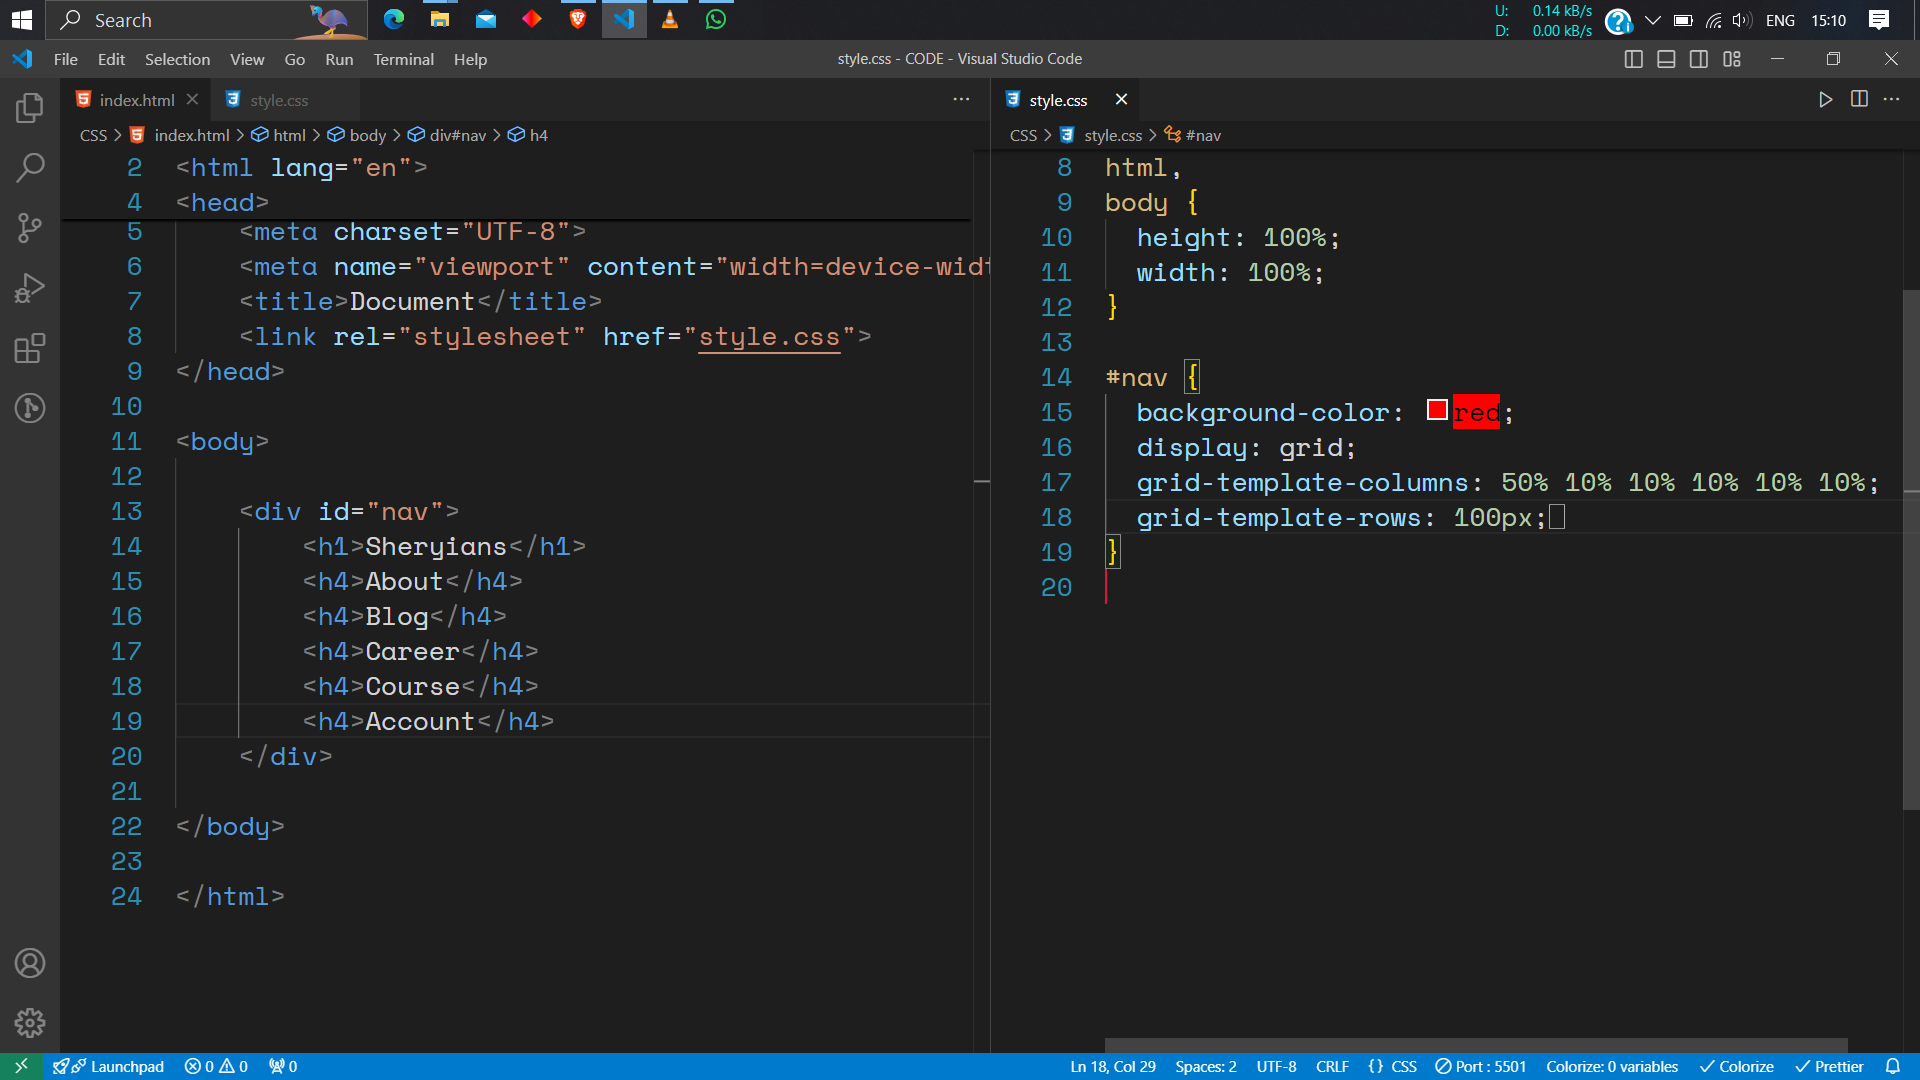 Search
U: 0.14 kB/s
D: 0.00 kB/s
ENG 15:10
File Edit Selection View Go Run Terminal Help
style.css - CODE - Visual Studio Code
index.html style.css
CSS > index.html > html > body > div#nav > h4
2 <html lang="en">
4 <head>
5 <meta charset="UTF-8">
6 <meta name="viewport" content="width=device-widt
7 <title>Document</title>
8 <link rel="stylesheet" href="style.css">
9 </head>
10
11 <body>
12
13 <div id="nav">
14 <h1>Sheryians</h1>
15 <h4>About</h4>
16 <h4>Blog</h4>
17 <h4>Career</h4>
18 <h4>Course</h4>
19 <h4>Account</h4>
20 </div>
21
22 </body>
23
24 </html>
style.css
CSS > style.css > #nav
8 html,
9 body {
10 height: 100%;
11 width: 100%;
12 }
13
14 #nav {
15 background-color: red;
16 display: grid;
17 grid-template-columns: 50% 10% 10% 10% 10% 10%;
18 grid-template-rows: 100px;
19 }
20
Launchpad 0 0 0 Ln 18, Col 29 Spaces: 2 UTF-8 CRLF {} CSS Port : 5501 Colorize: 0 variables Colorize Prettier